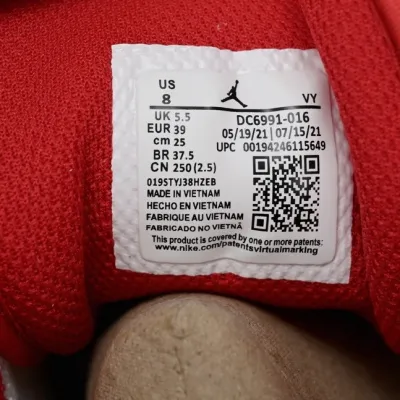 US
8 VY
UK 5.5 DC6991-016
EUR 39 05/19/21 | 07/15/21
cm 25 UPC 00194246115649
BR 37.5
CN 250 (2.5)
019STYJ38HZEB
MADE IN VIETNAM
HECHO EN VIETNAM
FABRIQUE AU VIETNAM
FABRICADO NO VIETNÃ
This product is covered by one or more patents:
www.nike.com/patentsvirtualmarking